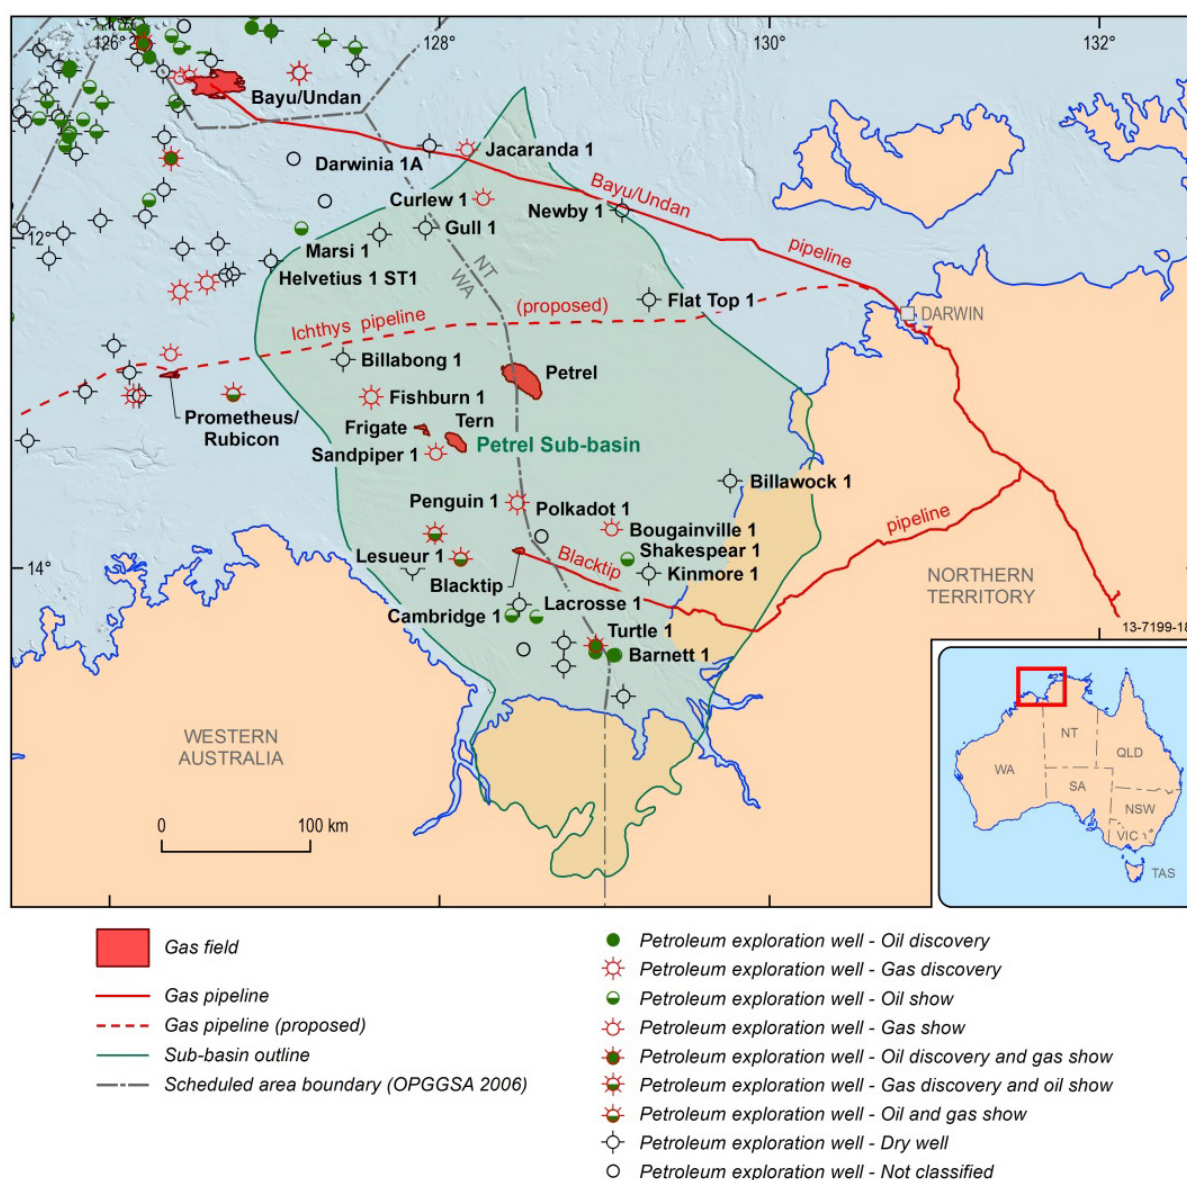 126°
128°
130°
132°
Bayu/Undan
Darwinia 1A
Jacaranda 1
Curlew 1
Newby 1
Bayu/Undan
pipeline
12°
Marsi 1
Gull 1
NT
WA
Helvetius 1 ST1
Flat Top 1
Ichthys pipeline
(proposed)
DARWIN
Billabong 1
Petrel
Fishburn 1
Prometheus/
Rubicon
Frigate
Tern
Sandpiper 1
Petrel Sub-basin
Billawock 1
Penguin 1
Polkadot 1
Bougainville 1
pipeline
Lesueur 1
Shakespear 1
14°
Blacktip
Blacktip
Kinmore 1
NORTHERN
TERRITORY
Cambridge 1
Lacrosse 1
Turtle 1
13-7199-18
Barnett 1
WESTERN
AUSTRALIA
0
100 km
WA
NT
QLD
SA
NSW
VIC
TAS
Gas field
Gas pipeline
Gas pipeline (proposed)
Sub-basin outline
Scheduled area boundary (OPGGSA 2006)
Petroleum exploration well - Oil discovery
Petroleum exploration well - Gas discovery
Petroleum exploration well - Oil show
Petroleum exploration well - Gas show
Petroleum exploration well - Oil discovery and gas show
Petroleum exploration well - Gas discovery and oil show
Petroleum exploration well - Oil and gas show
Petroleum exploration well - Dry well
Petroleum exploration well - Not classified